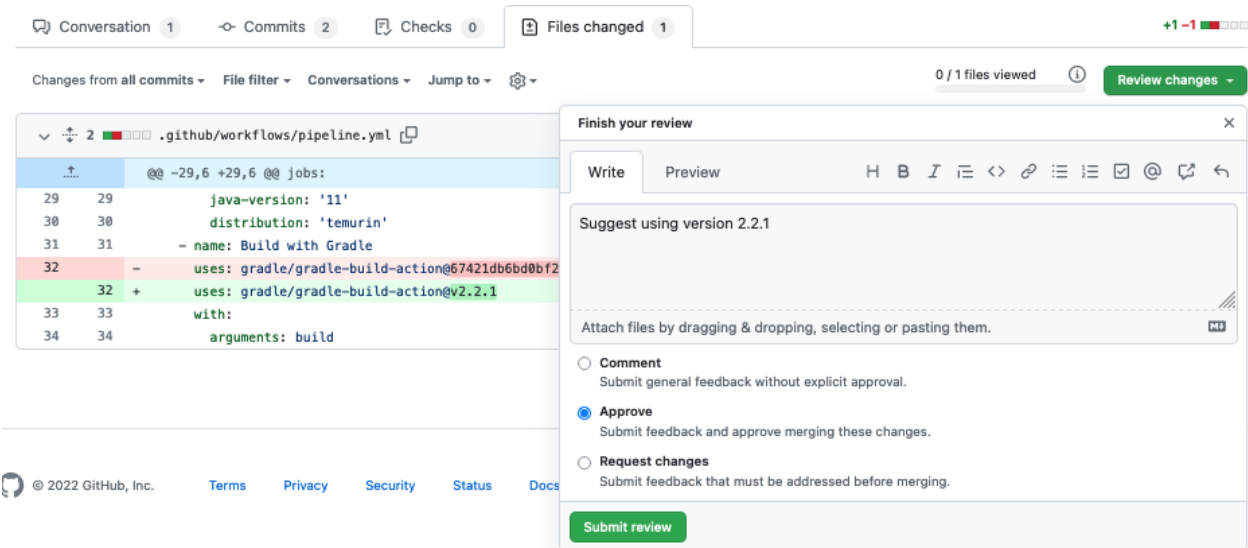 Conversation 1 Commits 2 Checks 0 Files changed 1 +1 −1
Changes from all commits File filter Conversations Jump to 0 / 1 files viewed Review changes
2 .github/workflows/pipeline.yml
@@ -29,6 +29,6 @@ jobs:
29 29 java-version: '11'
30 30 distribution: 'temurin'
31 31 - name: Build with Gradle
32 - uses: gradle/gradle-build-action@67421db6bd0bf2
32 + uses: gradle/gradle-build-action@v2.2.1
33 33 with:
34 34 arguments: build
Finish your review
Write Preview
Suggest using version 2.2.1
Attach files by dragging & dropping, selecting or pasting them.
Comment
Submit general feedback without explicit approval.
Approve
Submit feedback and approve merging these changes.
Request changes
Submit feedback that must be addressed before merging.
Submit review
© 2022 GitHub, Inc. Terms Privacy Security Status Docs